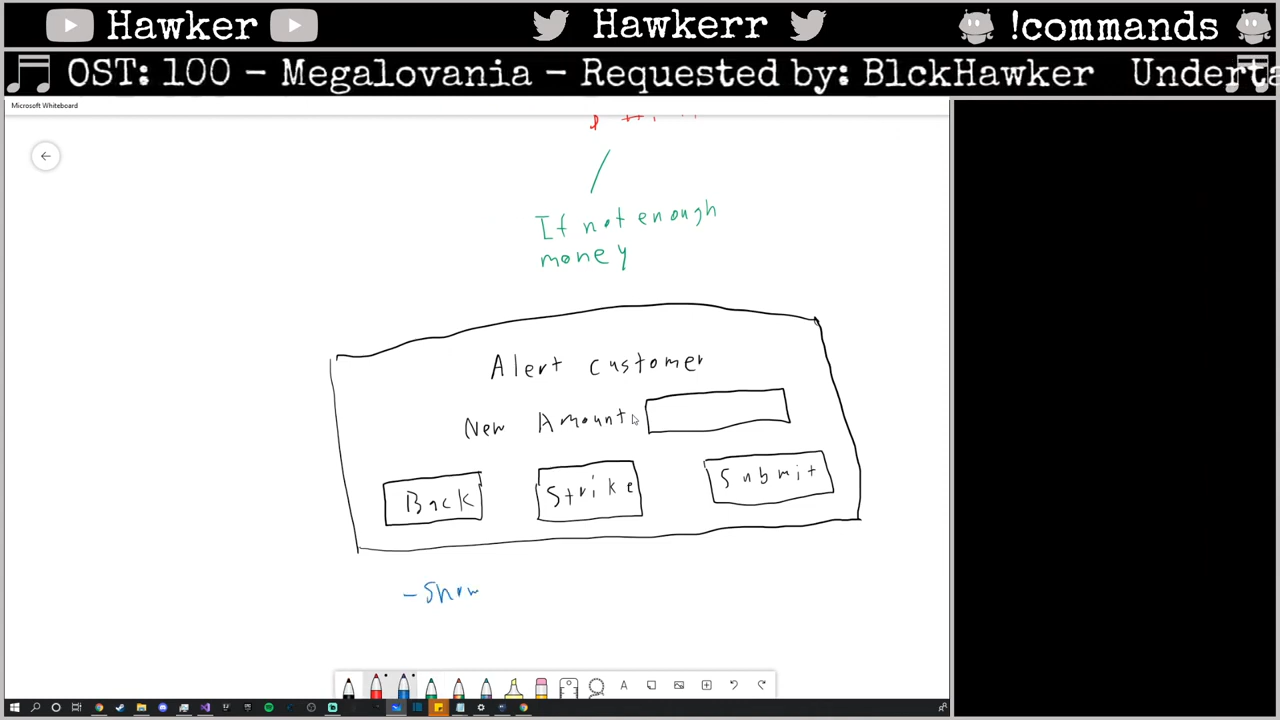 Hawker
Hawkerr
!commands
OST: 100 - Megalovania - Requested by: BlckHawker Underta
Microsoft Whiteboard
If not enough
money
Alert customer
New Amount:
Back
Strike
Submit
- Show